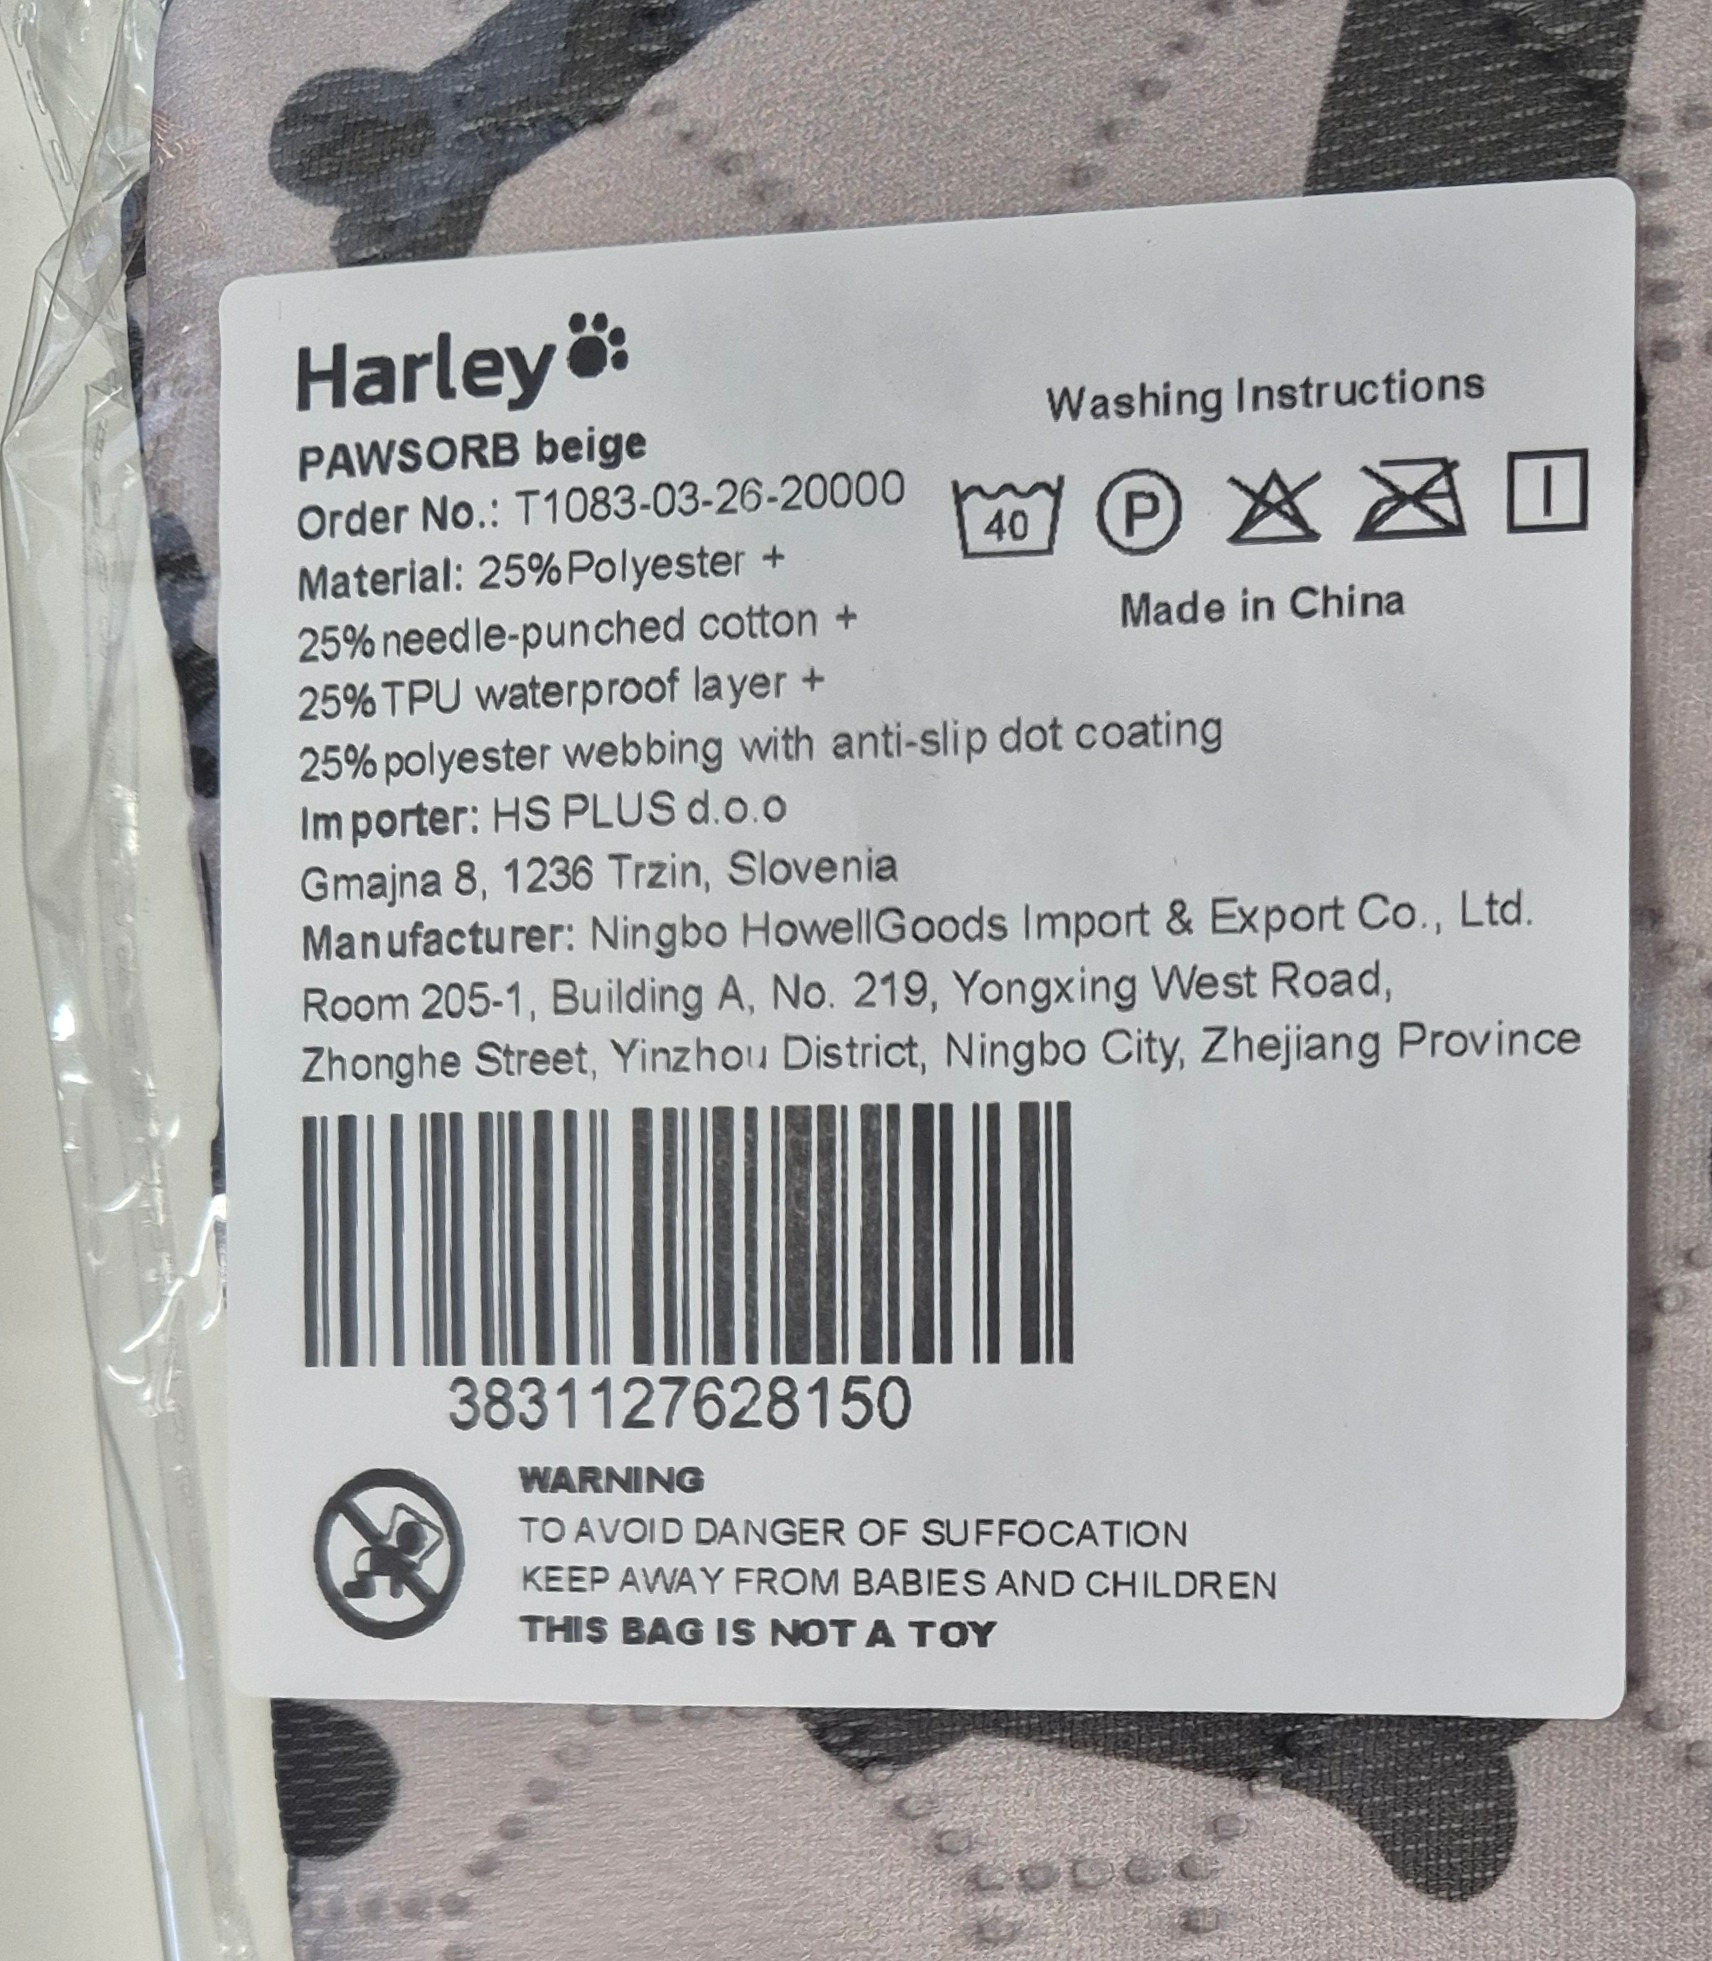 Harley
PAWSORB beige
Order No.: T1083-03-26-20000
Material: 25%Polyester +
25%needle-punched cotton +
25%TPU waterproof layer +
25%polyester webbing with anti-slip dot coating
Importer: HS PLUS d.o.o
Gmajna 8, 1236 Trzin, Slovenia
Manufacturer: Ningbo HowellGoods Import & Export Co., Ltd.
Room 205-1, Building A, No. 219, Yongxing West Road,
Zhonghe Street, Yinzhou District, Ningbo City, Zhejiang Province
Washing Instructions
40 P
Made in China
3831127628150
WARNING
TO AVOID DANGER OF SUFFOCATION
KEEP AWAY FROM BABIES AND CHILDREN
THIS BAG IS NOT A TOY